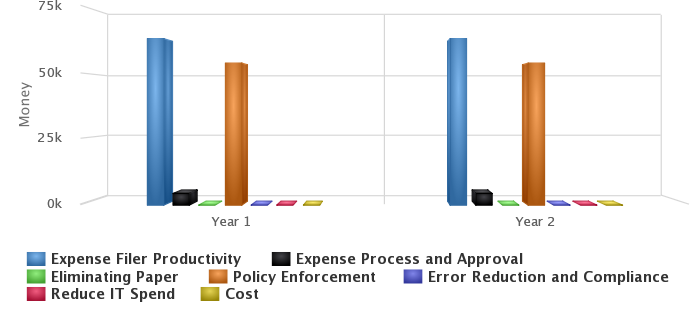 75k
50k
25k
0k
Money
Year 1 Year 2
Expense Filer Productivity Expense Process and Approval
Eliminating Paper Policy Enforcement Error Reduction and Compliance
Reduce IT Spend Cost